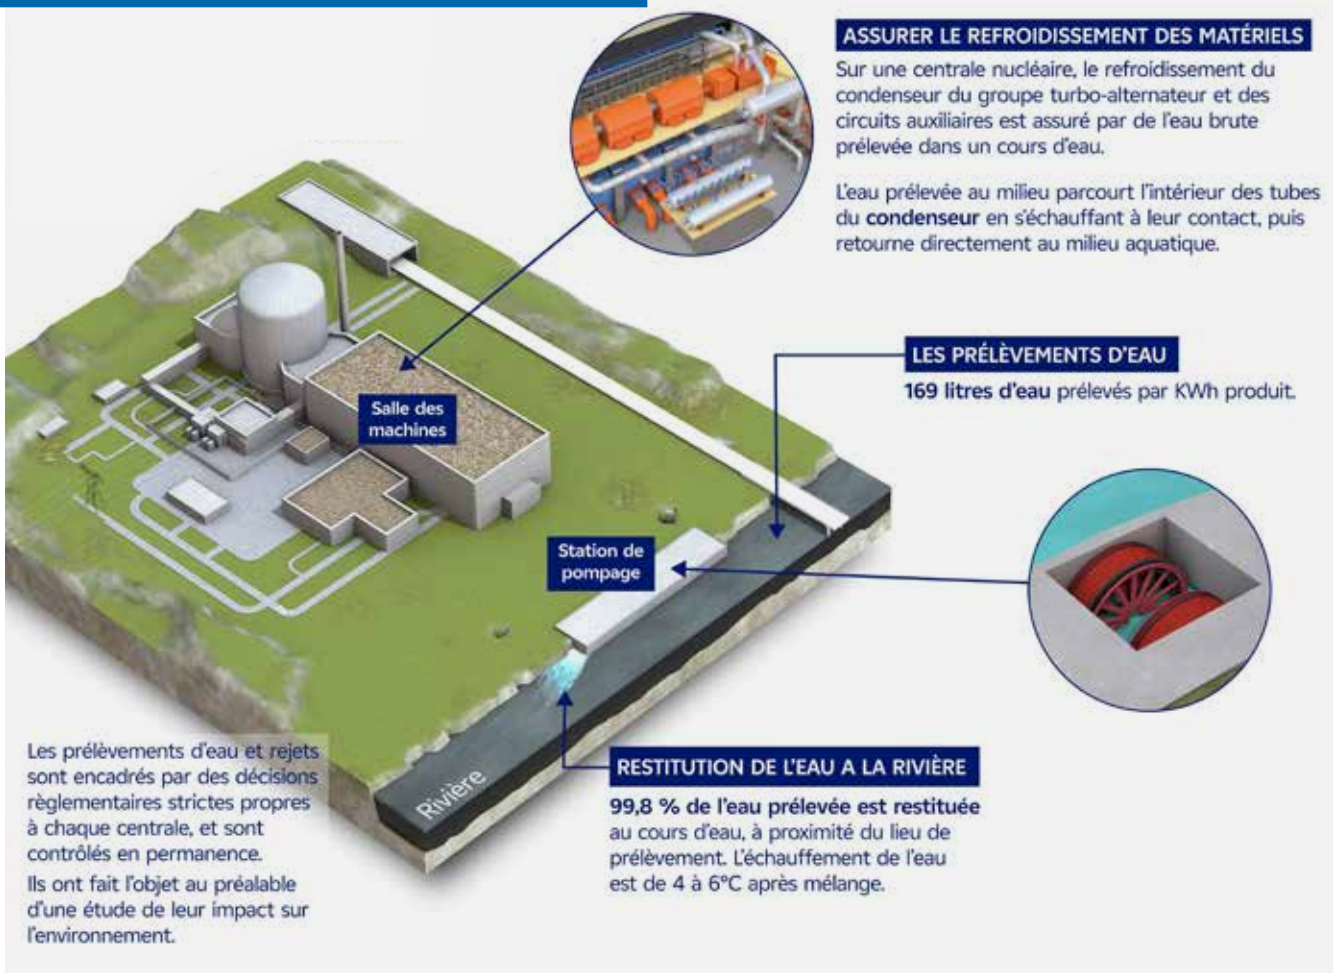 ASSURER LE REFROIDISSEMENT DES MATÉRIELS
Sur une centrale nucléaire, le refroidissement du
condenseur du groupe turbo-alternateur et des
circuits auxiliaires est assuré par de l'eau brute
prélevée dans un cours d'eau.
L'eau prélevée au milieu parcourt l'intérieur des tubes
du condenseur en s'échauffant à leur contact, puis
retourne directement au milieu aquatique.
LES PRÉLÈVEMENTS D'EAU
169 litres d'eau prélevés par KWh produit.
Salle des
machines
Station de
pompage
Rivière
RESTITUTION DE L'EAU A LA RIVIÈRE
99,8 % de l'eau prélevée est restituée
au cours d'eau, à proximité du lieu de
prélèvement. L'échauffement de l'eau
est de 4 à 6°C après mélange.
Les prélèvements d'eau et rejets
sont encadrés par des décisions
règlementaires strictes propres
à chaque centrale, et sont
contrôlés en permanence.
Ils ont fait l'objet au préalable
d'une étude de leur impact sur
l'environnement.